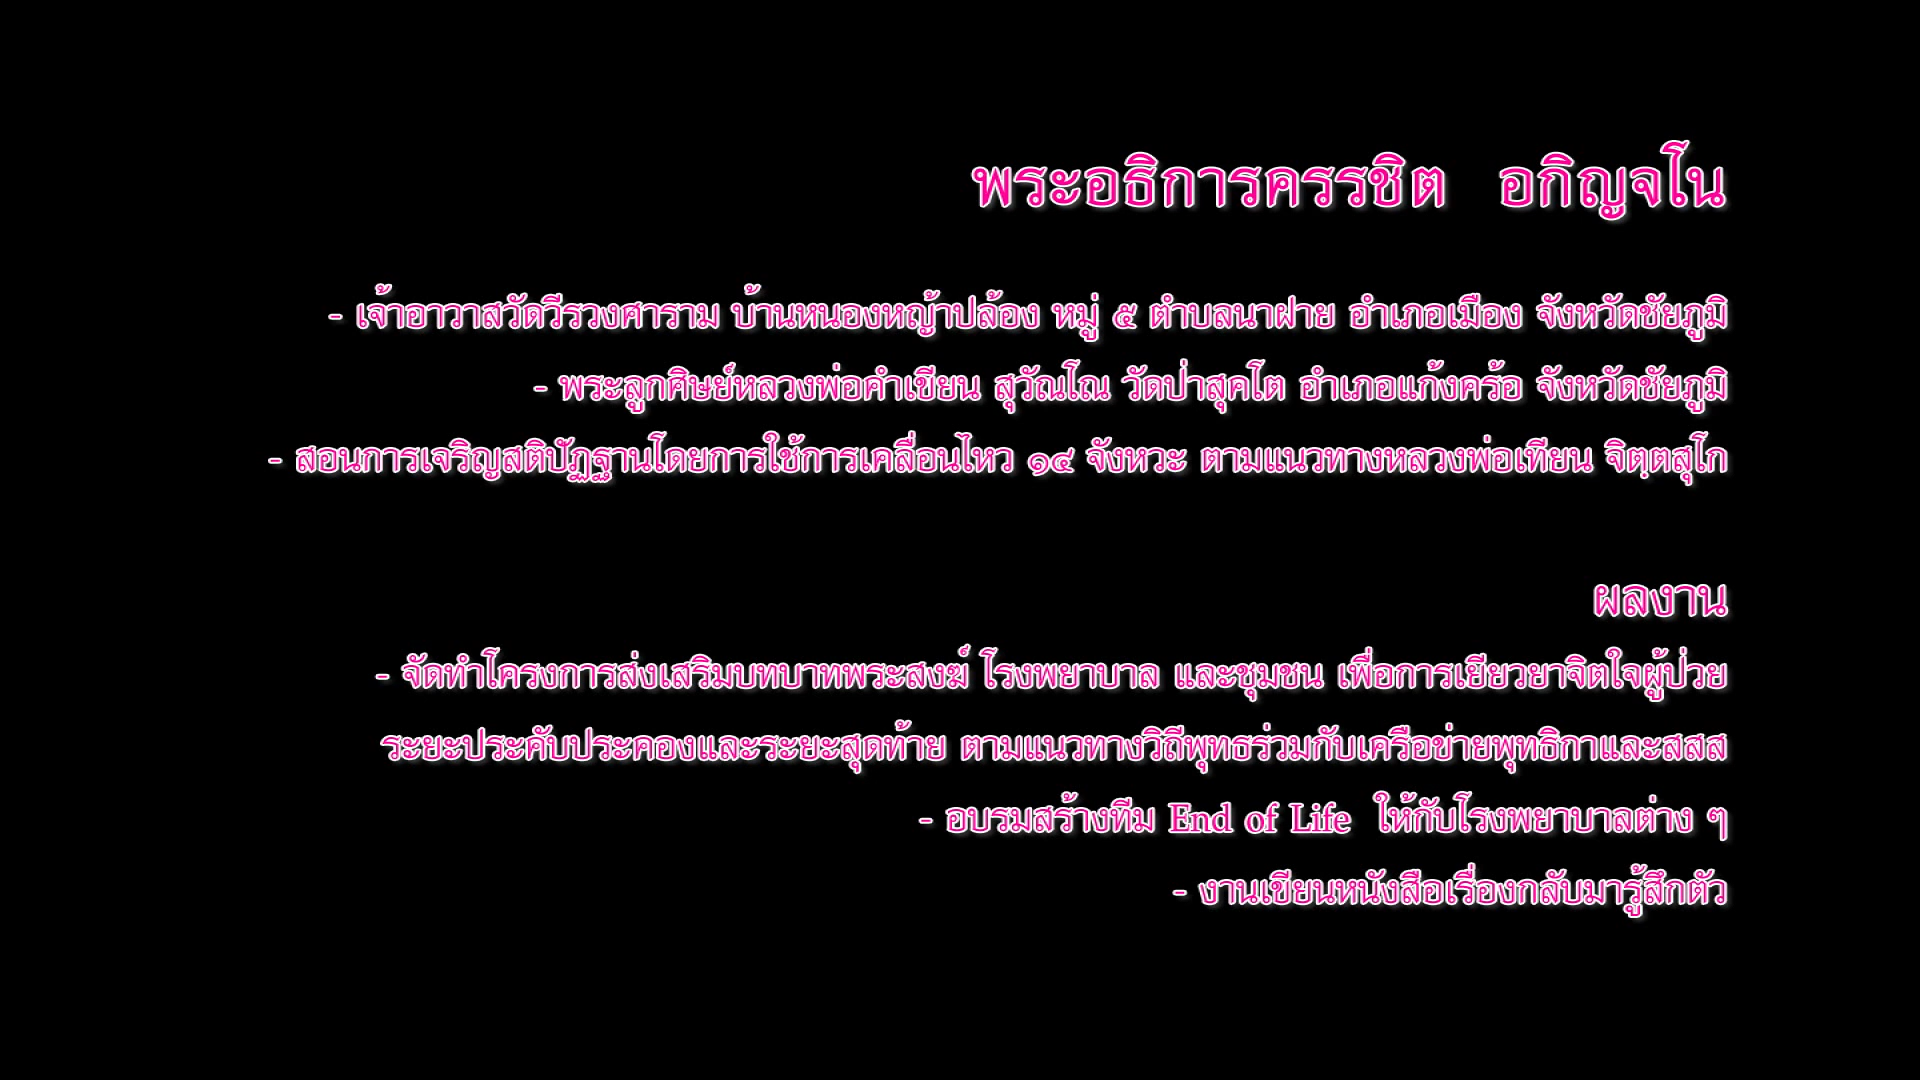 พระอธิการครรชิต อกิญจโน
- เจ้าอาวาสวัดวีรวงศาราม บ้านหนองหญ้าปล้อง หมู่ ๕ ตำบลนาฝาย อำเภอเมือง จังหวัดชัยภูมิ
- พระลูกศิษย์หลวงพ่อคำเขียน สุวัณโณ วัดป่าสุคโต อำเภอแก้งคร้อ จังหวัดชัยภูมิ
- สอนการเจริญสติปัฏฐานโดยการใช้การเคลื่อนไหว ๑๔ จังหวะ ตามแนวทางหลวงพ่อเทียน จิตฺตสุโภ
ผลงาน
- จัดทำโครงการส่งเสริมบทบาทพระสงฆ์ โรงพยาบาล และชุมชน เพื่อการเยียวยาจิตใจผู้ป่วย
ระยะประคับประคองและระยะสุดท้าย ตามแนวทางวิถีพุทธร่วมกับเครือข่ายพุทธิกาและสสส
- อบรมสร้างทีม End of Life ให้กับโรงพยาบาลต่าง ๆ
- งานเขียนหนังสือเรื่องกลับมารู้สึกตัว